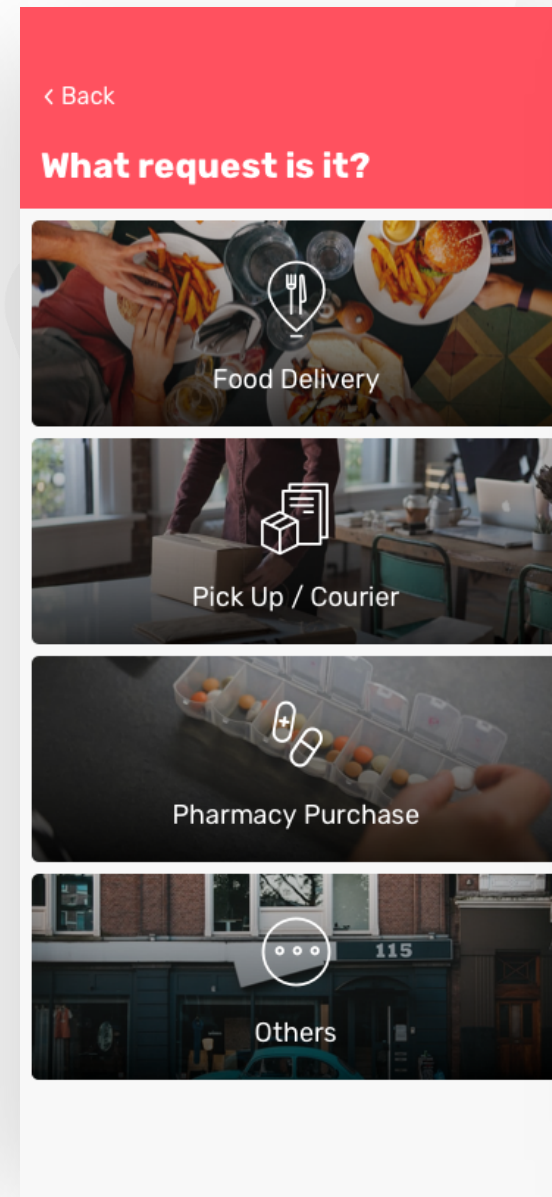 Back
What request is it?
Food Delivery
Pick Up / Courier
Pharmacy Purchase
115
Others